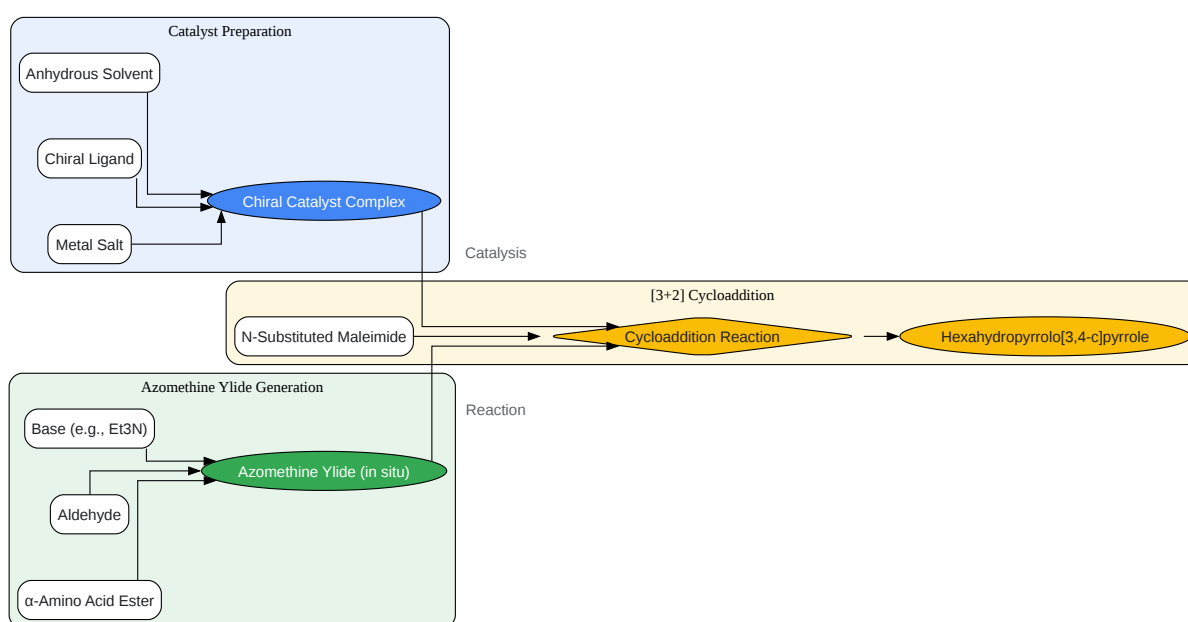 Catalyst Preparation
Anhydrous Solvent
Chiral Ligand
Chiral Catalyst Complex
Metal Salt
Catalysis
[3+2] Cycloaddition
N-Substituted Maleimide
Cycloaddition Reaction
Hexahydropyrrolo[3,4-c]pyrrole
Azomethine Ylide Generation
Reaction
Base (e.g., Et3N)
Azomethine Ylide (in situ)
Aldehyde
α-Amino Acid Ester